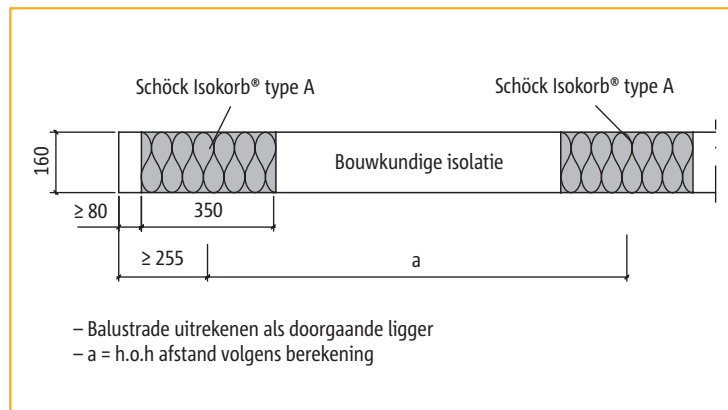 Schöck Isokorb® type A
Schöck Isokorb® type A
160
Bouwkundige isolatie
≥ 80
350
≥ 255
a
– Balustrade uitrekenen als doorgaande ligger
– a = h.o.h afstand volgens berekening